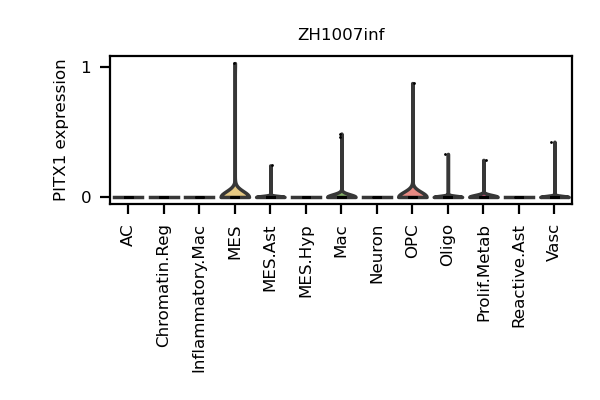 ZH1007inf
PITX1 expression
1
0
AC
Chromatin.Reg
Inflammatory.Mac
MES
MES.Ast
MES.Hyp
Mac
Neuron
OPC
Oligo
Prolif.Metab
Reactive.Ast
Vasc